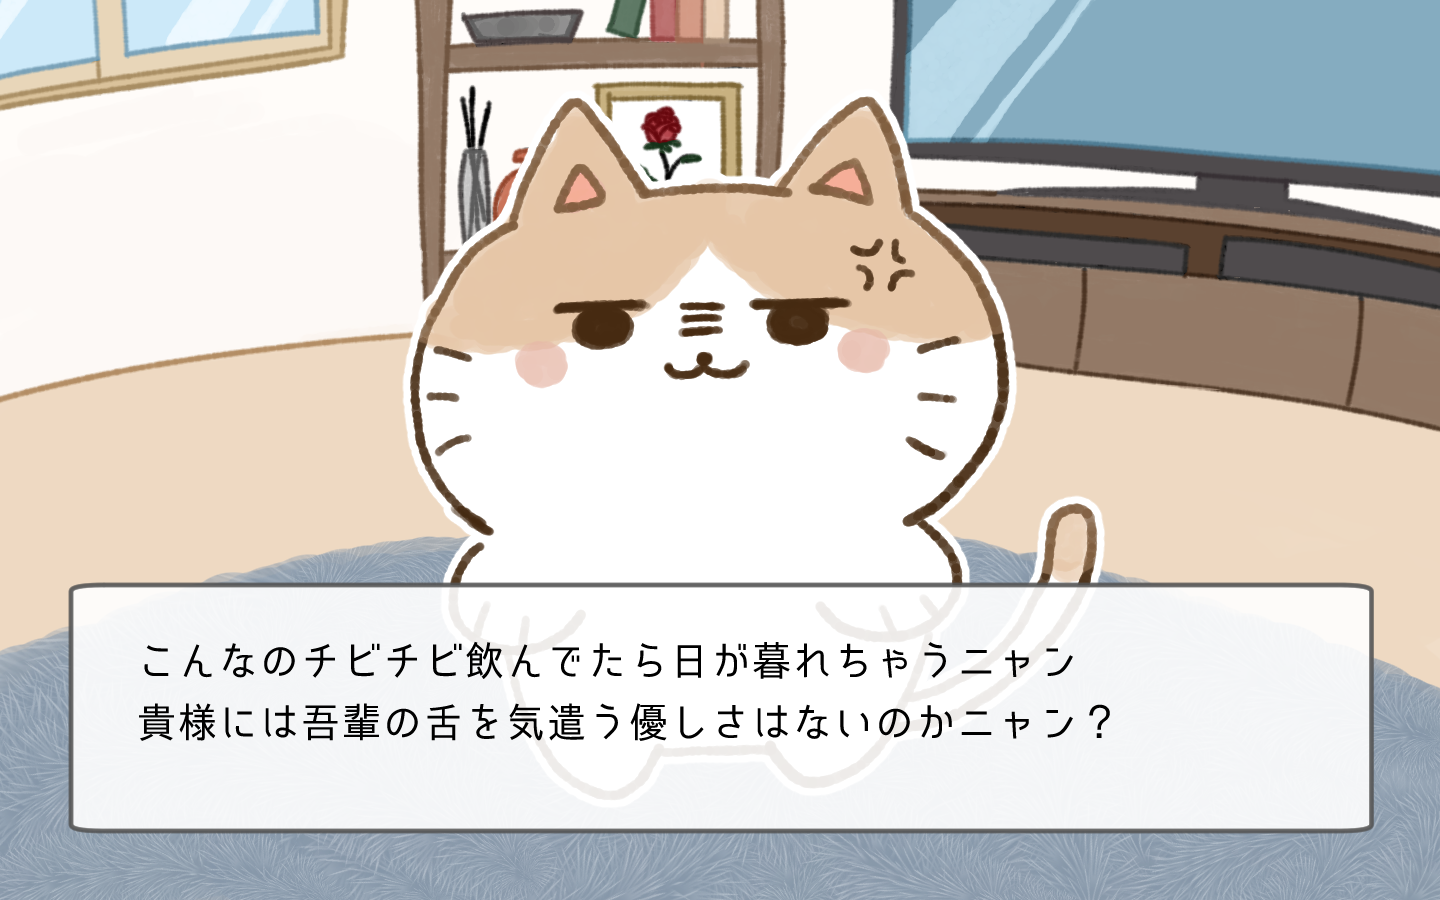 こんなのチビチビ飲んでたら日が暮れちゃうニャン
貴様には吾輩の舌を気遣う優しさはないのかニャン？